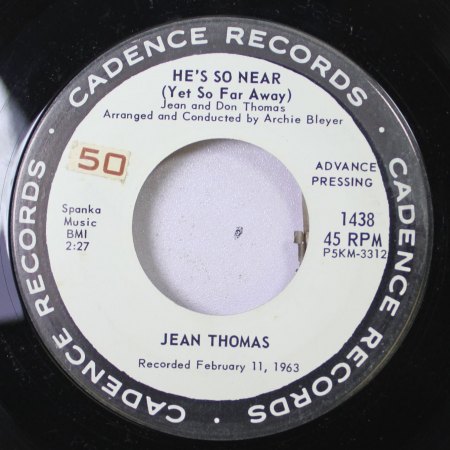 CADENCE RECORDS · CADENCE RECORDS · CADENCE RECORDS ·
HE'S SO NEAR
(Yet So Far Away)
Jean and Don Thomas
Arranged and Conducted by Archie Bleyer
50
ADVANCE
PRESSING
Spanka
Music
BMI
2:27
1438
45 RPM
P5KM-3312
JEAN THOMAS
Recorded February 11, 1963